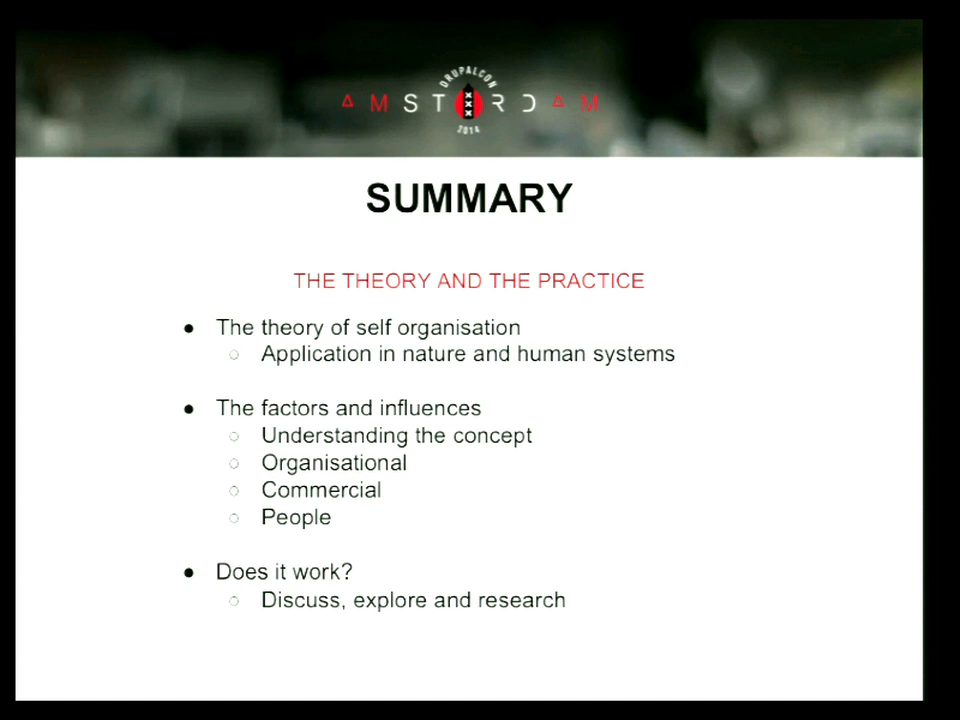 DRUPALCON
AMSTERDAM
2014
SUMMARY
THE THEORY AND THE PRACTICE
● The theory of self organisation
○ Application in nature and human systems
● The factors and influences
○ Understanding the concept
○ Organisational
○ Commercial
○ People
● Does it work?
○ Discuss, explore and research